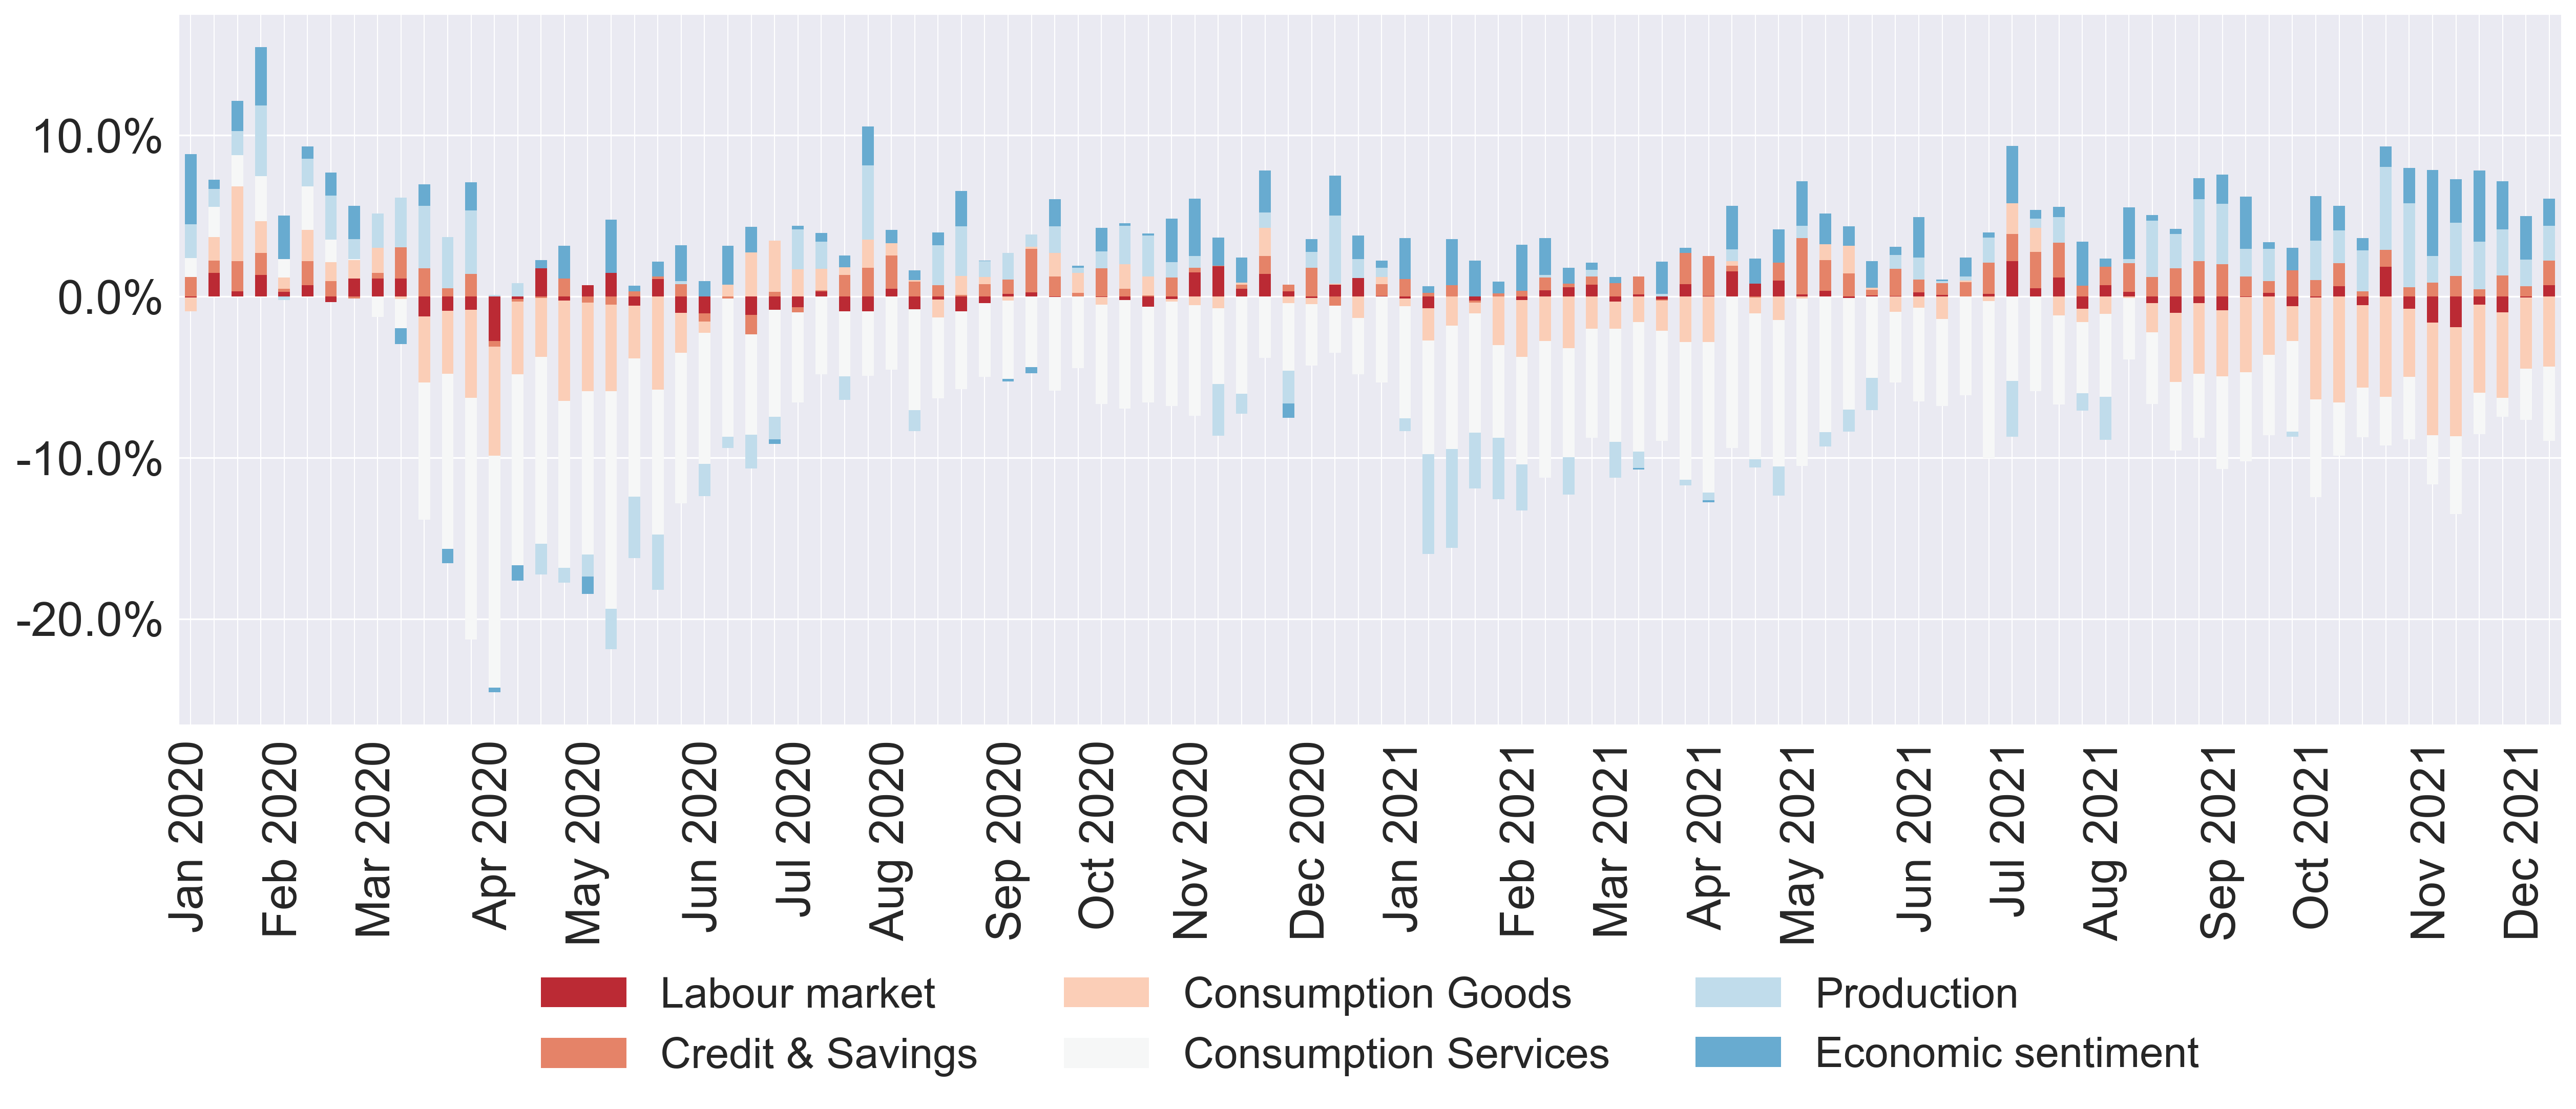 10.0%
0.0%
-10.0%
-20.0%
Jan 2020
Feb 2020
Mar 2020
Apr 2020
May 2020
Jun 2020
Jul 2020
Aug 2020
Sep 2020
Oct 2020
Nov 2020
Dec 2020
Jan 2021
Feb 2021
Mar 2021
Apr 2021
May 2021
Jun 2021
Jul 2021
Aug 2021
Sep 2021
Oct 2021
Nov 2021
Dec 2021
Labour market
Consumption Goods
Production
Credit & Savings
Consumption Services
Economic sentiment